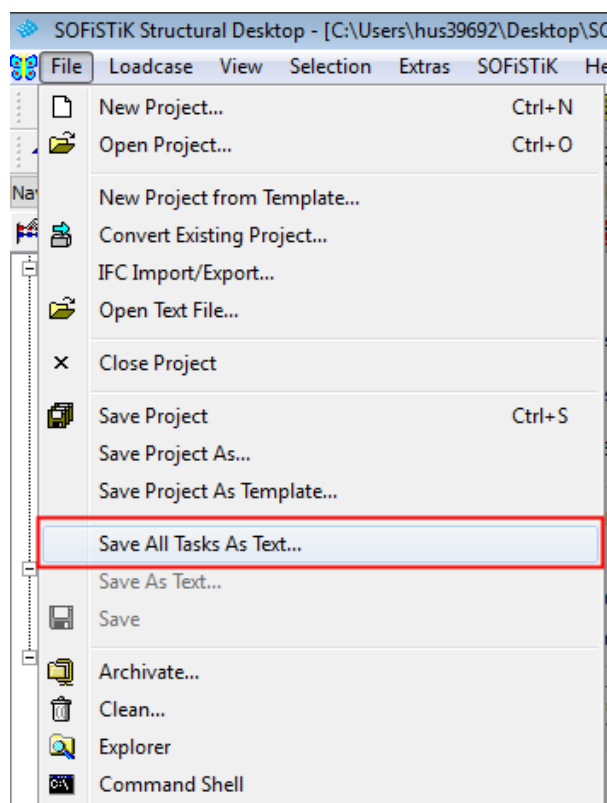 SOFiSTiK Structural Desktop - [C:\Users\hus39692\Desktop\SO
File Loadcase View Selection Extras SOFiSTiK He
New Project... Ctrl+N
Open Project... Ctrl+O
Nav
New Project from Template...
Convert Existing Project...
IFC Import/Export...
Open Text File...
Close Project
Save Project Ctrl+S
Save Project As...
Save Project As Template...
Save All Tasks As Text...
Save As Text...
Save
Archivate...
Clean...
Explorer
Command Shell